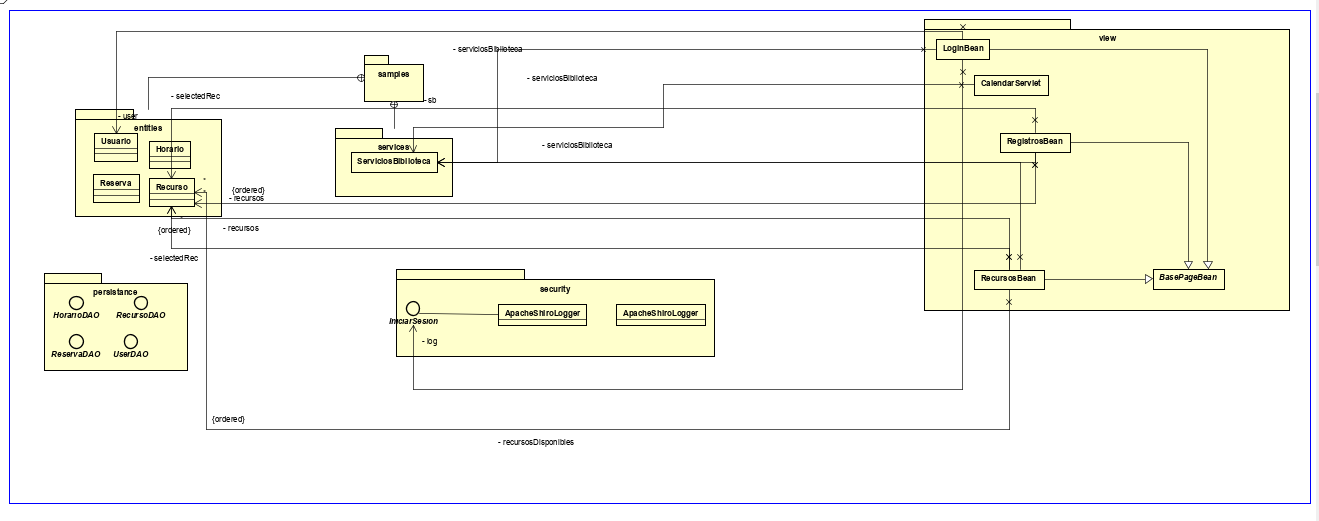 view
- serviciosBiblioteca
LoginBean
samples
- serviciosBiblioteca
CalendarServlet
- selectedRec
- sb
- user
entities
Usuario
Horario
services
ServiciosBiblioteca
- serviciosBiblioteca
RegistrosBean
Reserva
Recurso
*
*
{ordered}
- recursos
{ordered}
- recursos
- selectedRec
RecursosBean
BasePageBean
persistance
HorarioDAO
RecursoDAO
ReservaDAO
UserDAO
security
IniciarSesion
ApacheShiroLogger
ApacheShiroLogger
- log
{ordered}
- recursosDisponibles